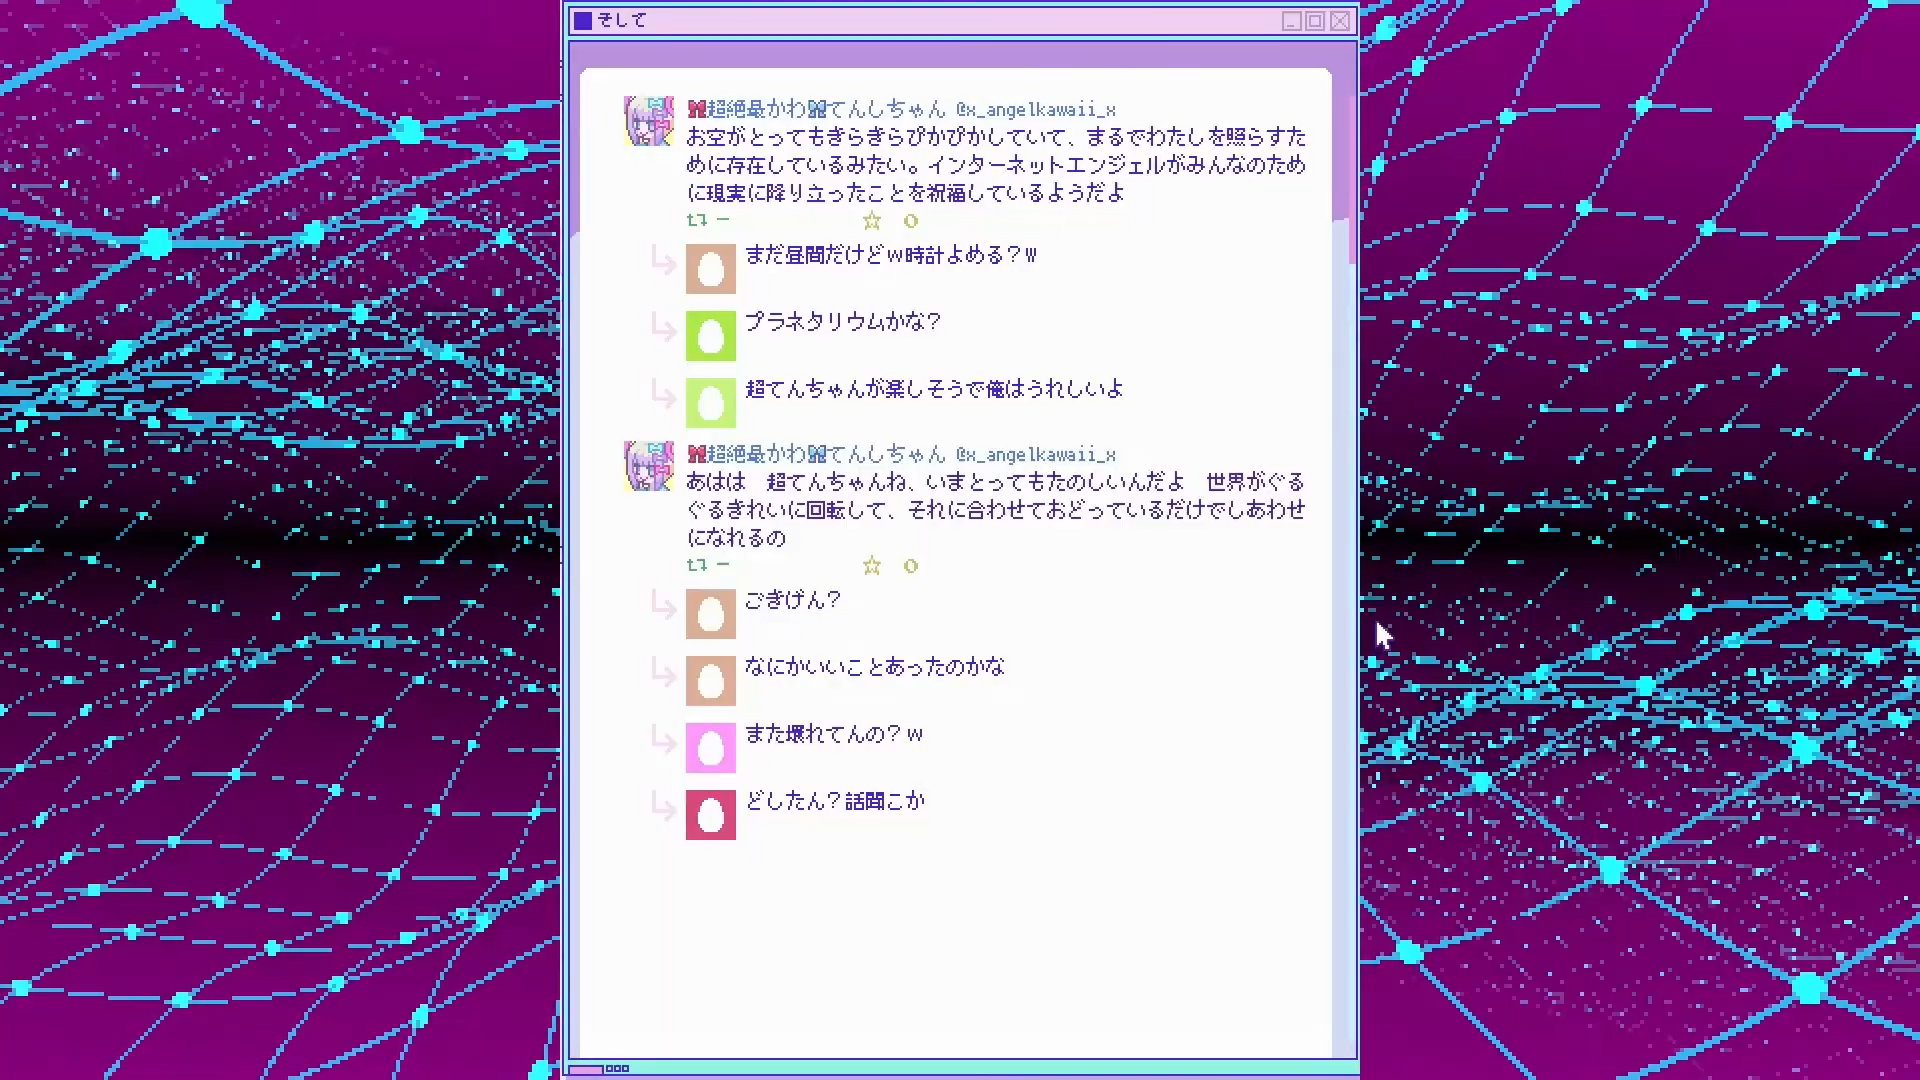 そして
超絶最かわてんしちゃん @x_angelkawaii_x
お空がとってもきらきらぴかぴかしていて、まるでわたしを照らすた
めに存在しているみたい。インターネットエンジェルがみんなのため
に現実に降り立ったことを祝福しているようだよ
まだ昼間だけどｗ時計よめる？W
プラネタリウムかな？
超てんちゃんが楽しそうで俺はうれしいよ
超絶最かわてんしちゃん @x_angelkawaii_x
あはは　超てんちゃんね、いまとってもたのしいんだよ　世界がぐる
ぐるきれいに回転して、それに合わせておどっているだけでしあわせ
になれるの
ごきげん？
なにかいいことあったのかな
また壊れてんの？ｗ
どしたん？話聞こか